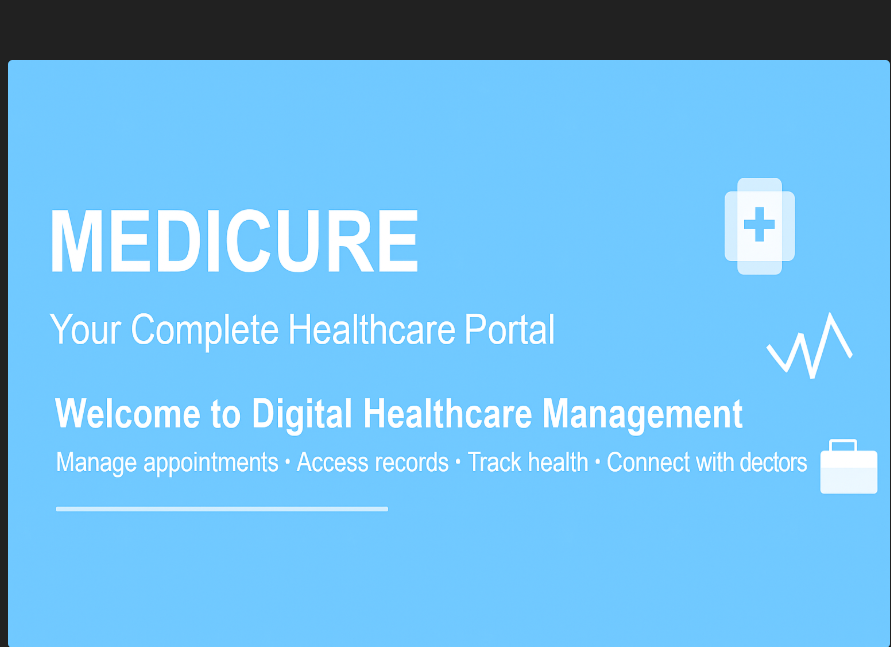 MEDICURE
Your Complete Healthcare Portal
Welcome to Digital Healthcare Management
Manage appointments • Access records • Track health • Connect with dectors